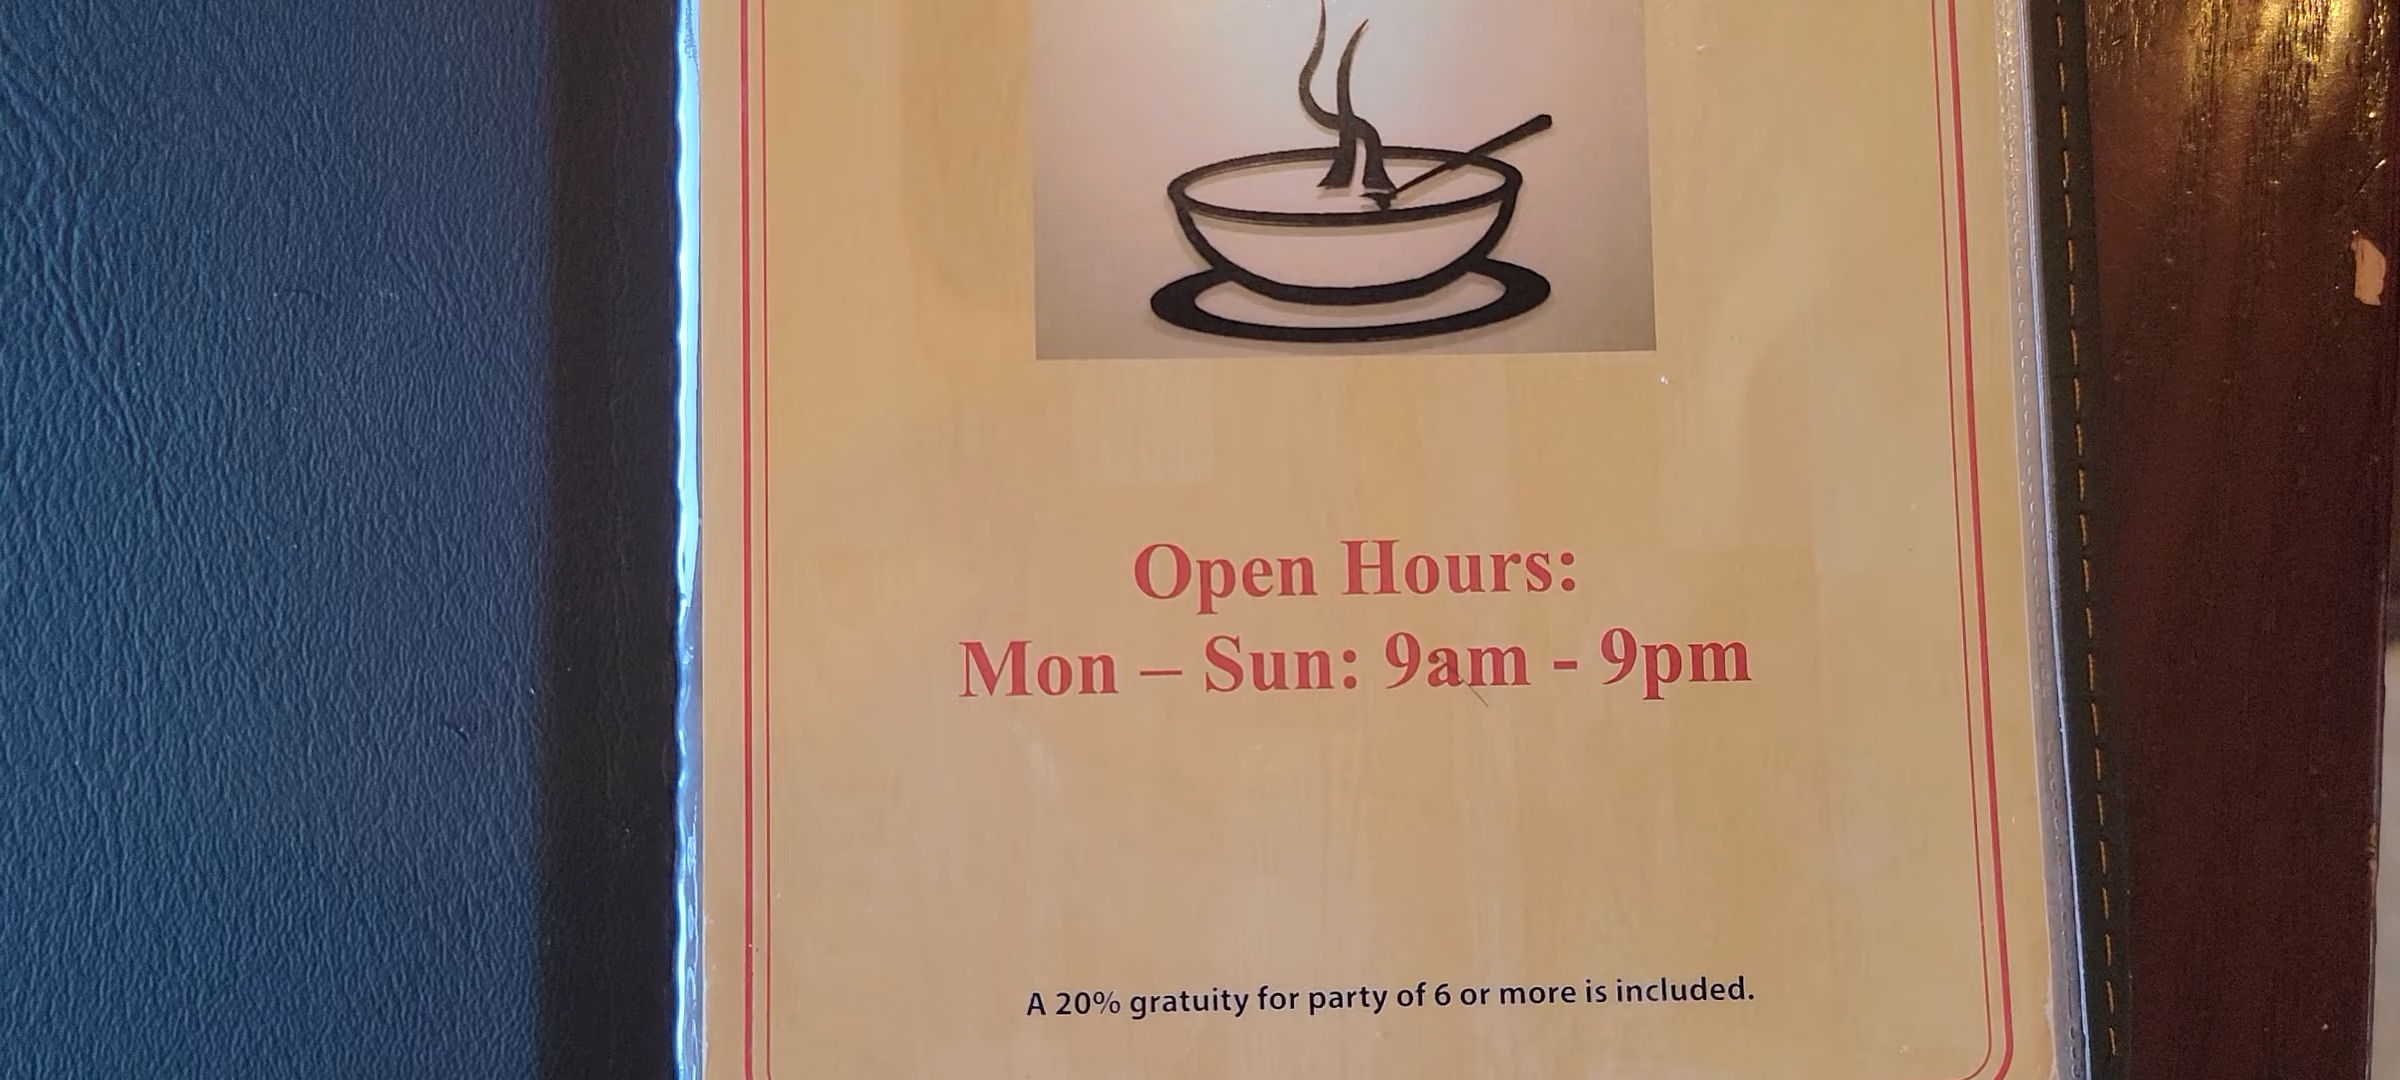 Open Hours:
Mon – Sun: 9am - 9pm
A 20% gratuity for party of 6 or more is included.